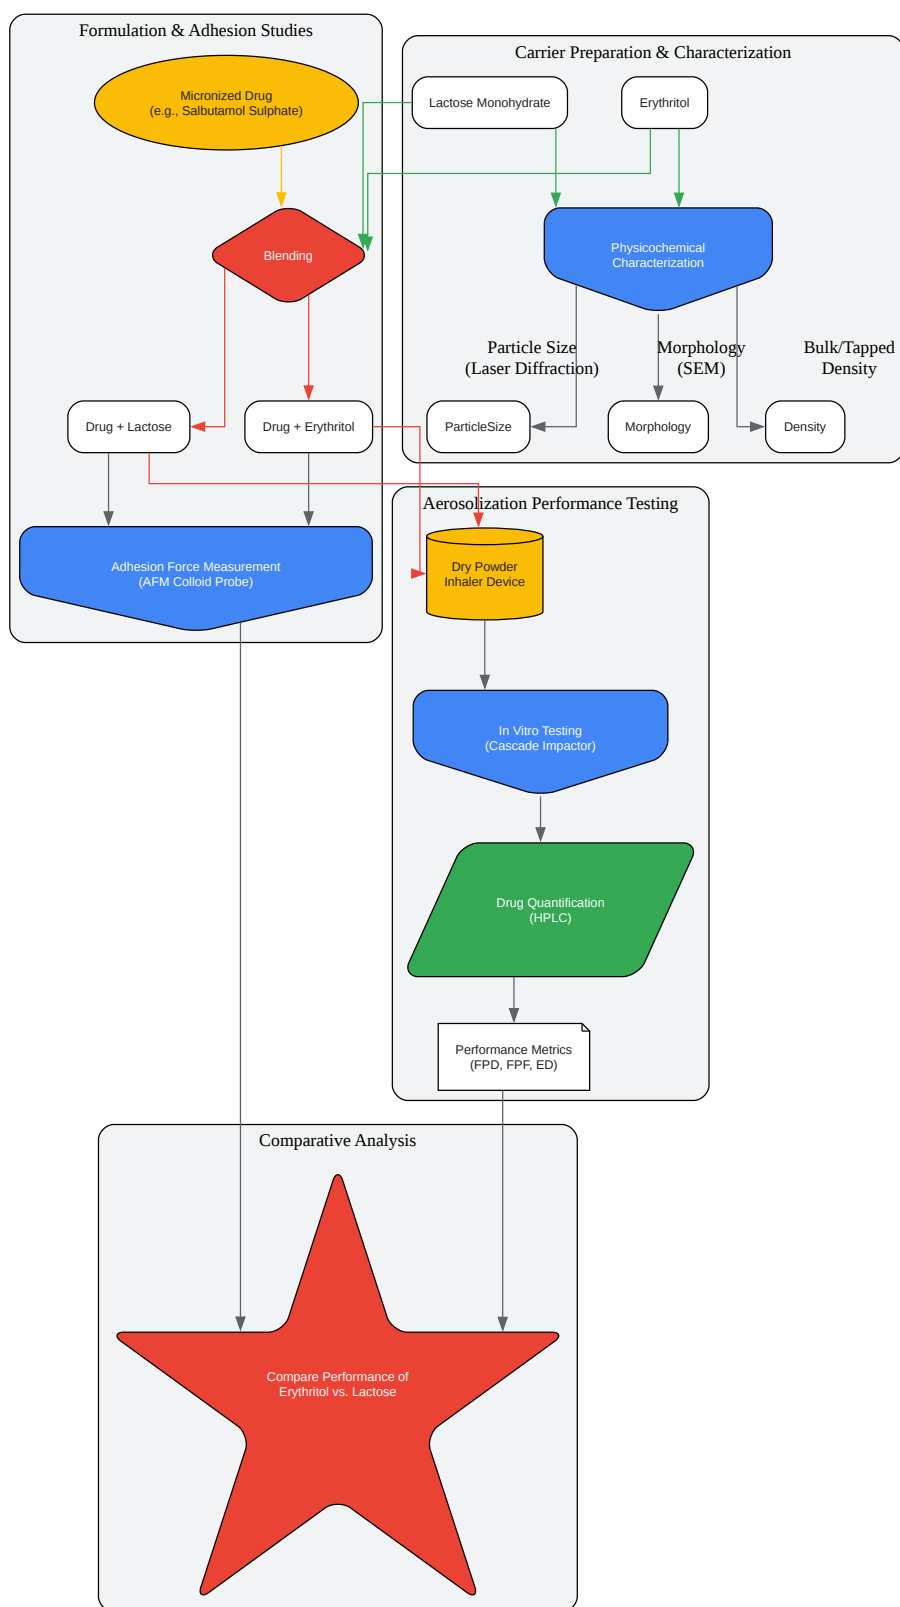 Formulation & Adhesion Studies
Micronized Drug
(e.g., Salbutamol Sulphate)
Blending
Drug + Lactose
Drug + Erythritol
Adhesion Force Measurement
(AFM Colloid Probe)
Carrier Preparation & Characterization
Lactose Monohydrate
Erythritol
Physicochemical
Characterization
Particle Size
(Laser Diffraction)
Morphology
(SEM)
Bulk/Tapped
Density
ParticleSize
Morphology
Density
Aerosolization Performance Testing
Dry Powder
Inhaler Device
In Vitro Testing
(Cascade Impactor)
Drug Quantification
(HPLC)
Performance Metrics
(FPD, FPF, ED)
Comparative Analysis
Compare Performance of
Erythritol vs. Lactose